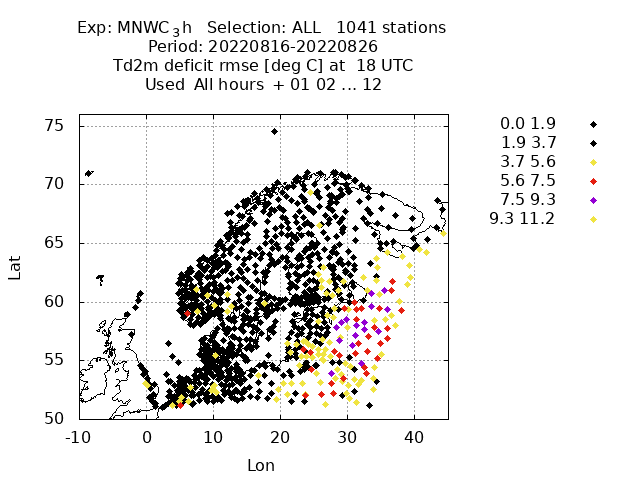 Exp: MNWC_3h   Selection: ALL   1041 stations
Period: 20220816-20220826
Td2m deficit rmse [deg C] at  18 UTC
Used  All hours  + 01 02 ... 12
0.0 1.9
1.9 3.7
3.7 5.6
5.6 7.5
7.5 9.3
9.3 11.2
75
70
65
60
55
50
Lat
-10 0 10 20 30 40
Lon